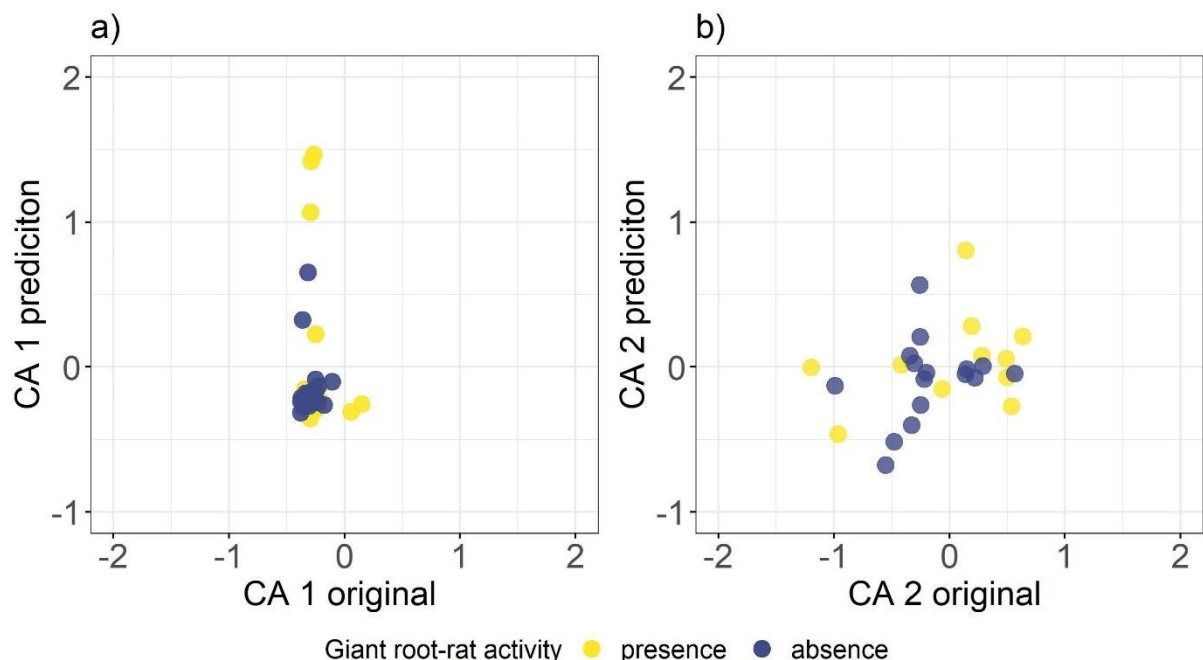 a)
b)
2
1
0
-1
CA 1 prediciton
-2
-1
0
1
2
CA 1 original
2
1
0
-1
CA 2 prediciton
-2
-1
0
1
2
CA 2 original
Giant root-rat activity presence absence